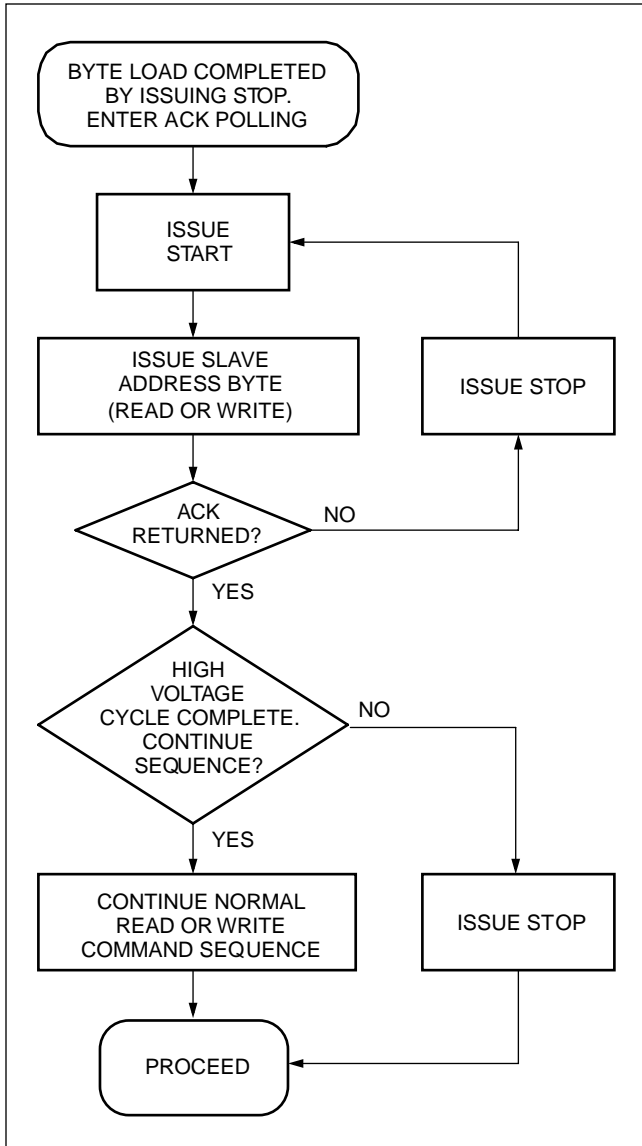 BYTE LOAD COMPLETED
BY ISSUING STOP.
ENTER ACK POLLING
ISSUE
START
ISSUE SLAVE
ADDRESS BYTE
(READ OR WRITE)
ISSUE STOP
ACK
RETURNED?
NO
YES
HIGH
VOLTAGE
CYCLE COMPLETE.
CONTINUE
SEQUENCE?
NO
YES
CONTINUE NORMAL
READ OR WRITE
COMMAND SEQUENCE
ISSUE STOP
PROCEED